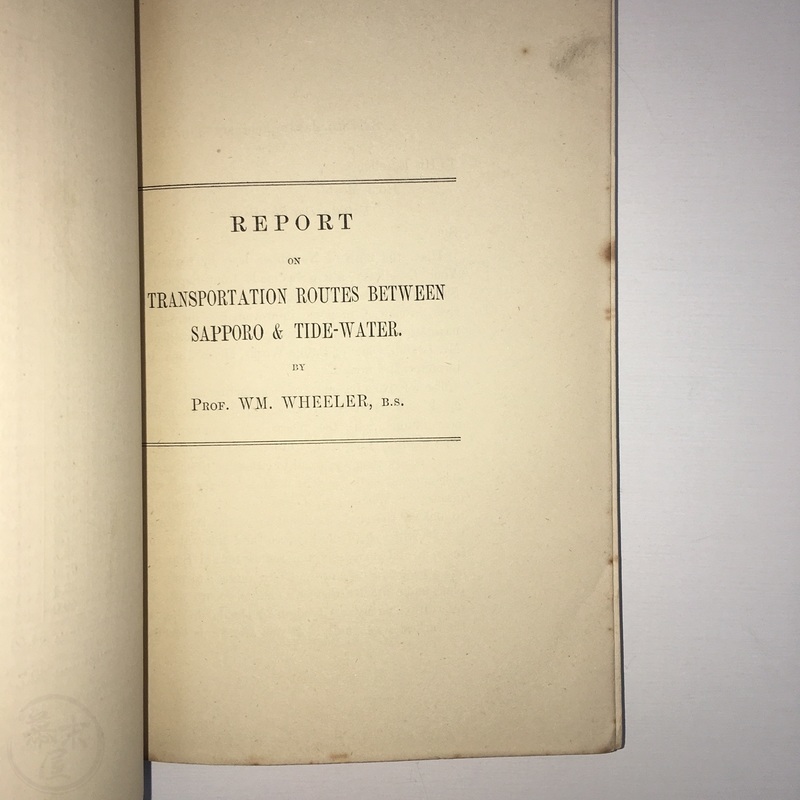 REPORT
ON
TRANSPORTATION ROUTES BETWEEN
SAPPORO & TIDE-WATER.
BY
PROF. WM. WHEELER, B.S.